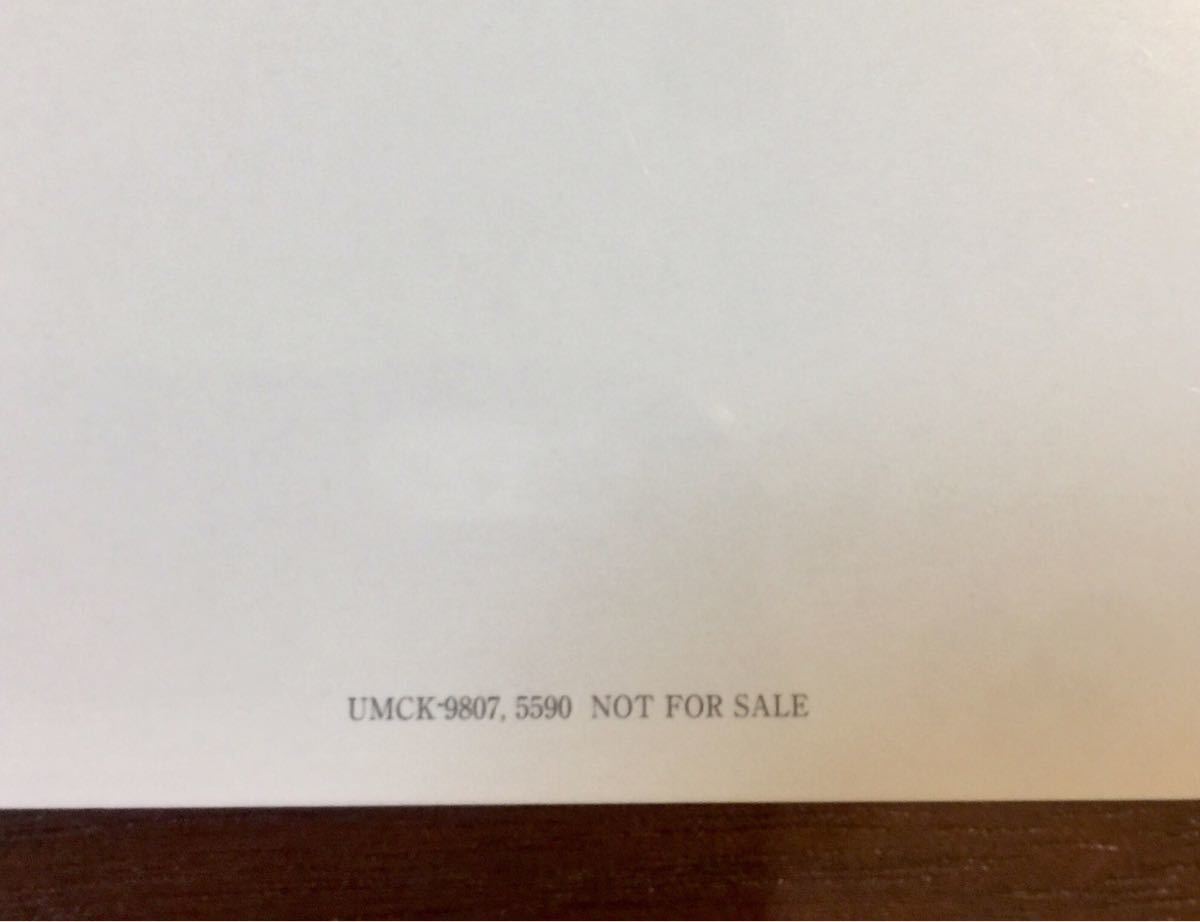 UMCK-9807, 5590 NOT FOR SALE